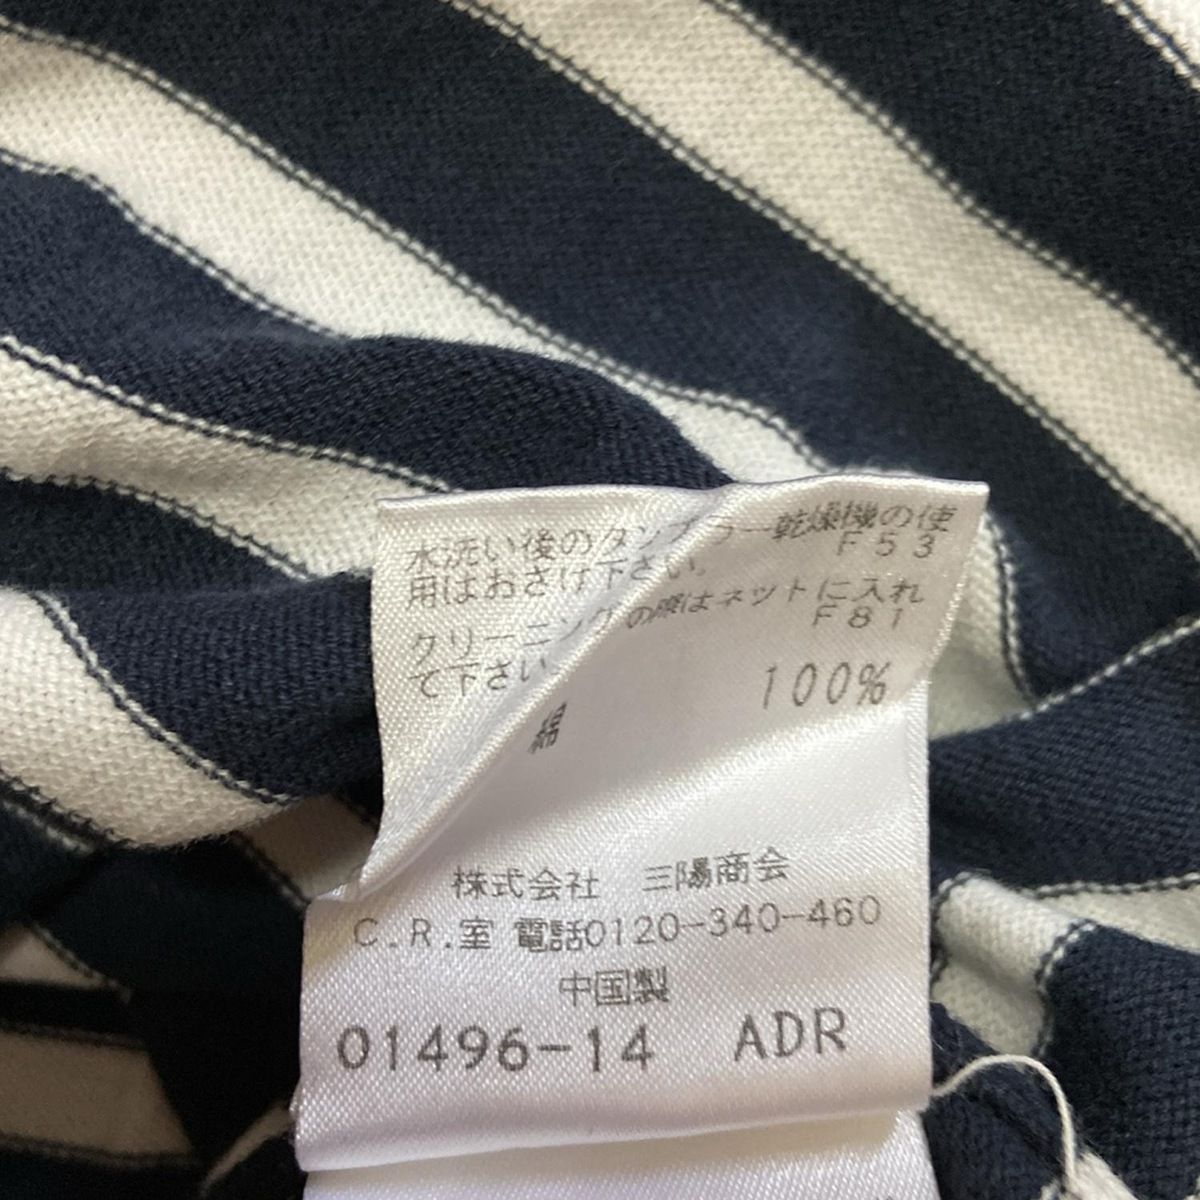 水洗い後のタンブラー乾燥機の使
用はおさけ下さい。 F53
クリーニングの際はネットに入れ
て下さい F81
綿 100%
株式会社 三陽商会
C.R.室 電話0120-340-460
中国製
01496-14 ADR